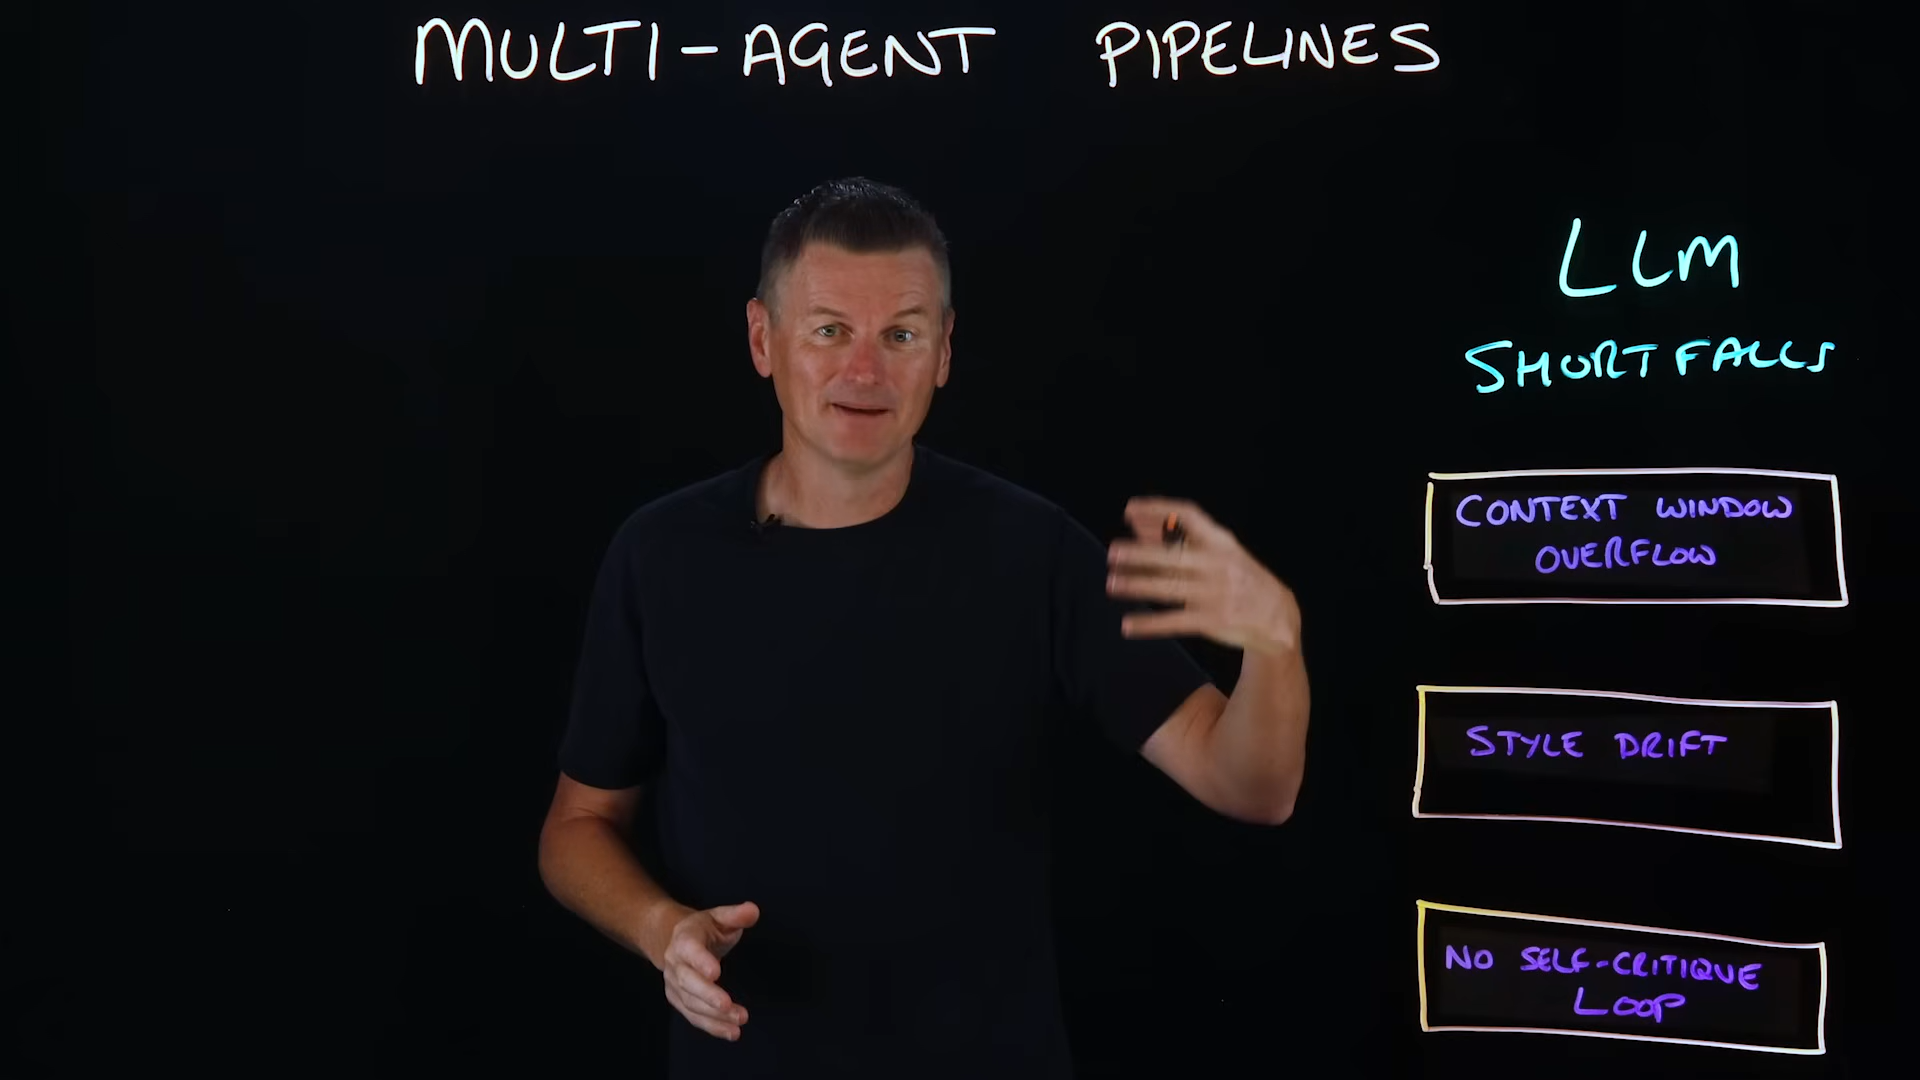 MULTI-AGENT PIPELINES
LLM
SHORTFALLS
CONTEXT WINDOW
OVERFLOW
STYLE DRIFT
NO SELF-CRITIQUE
LOOP